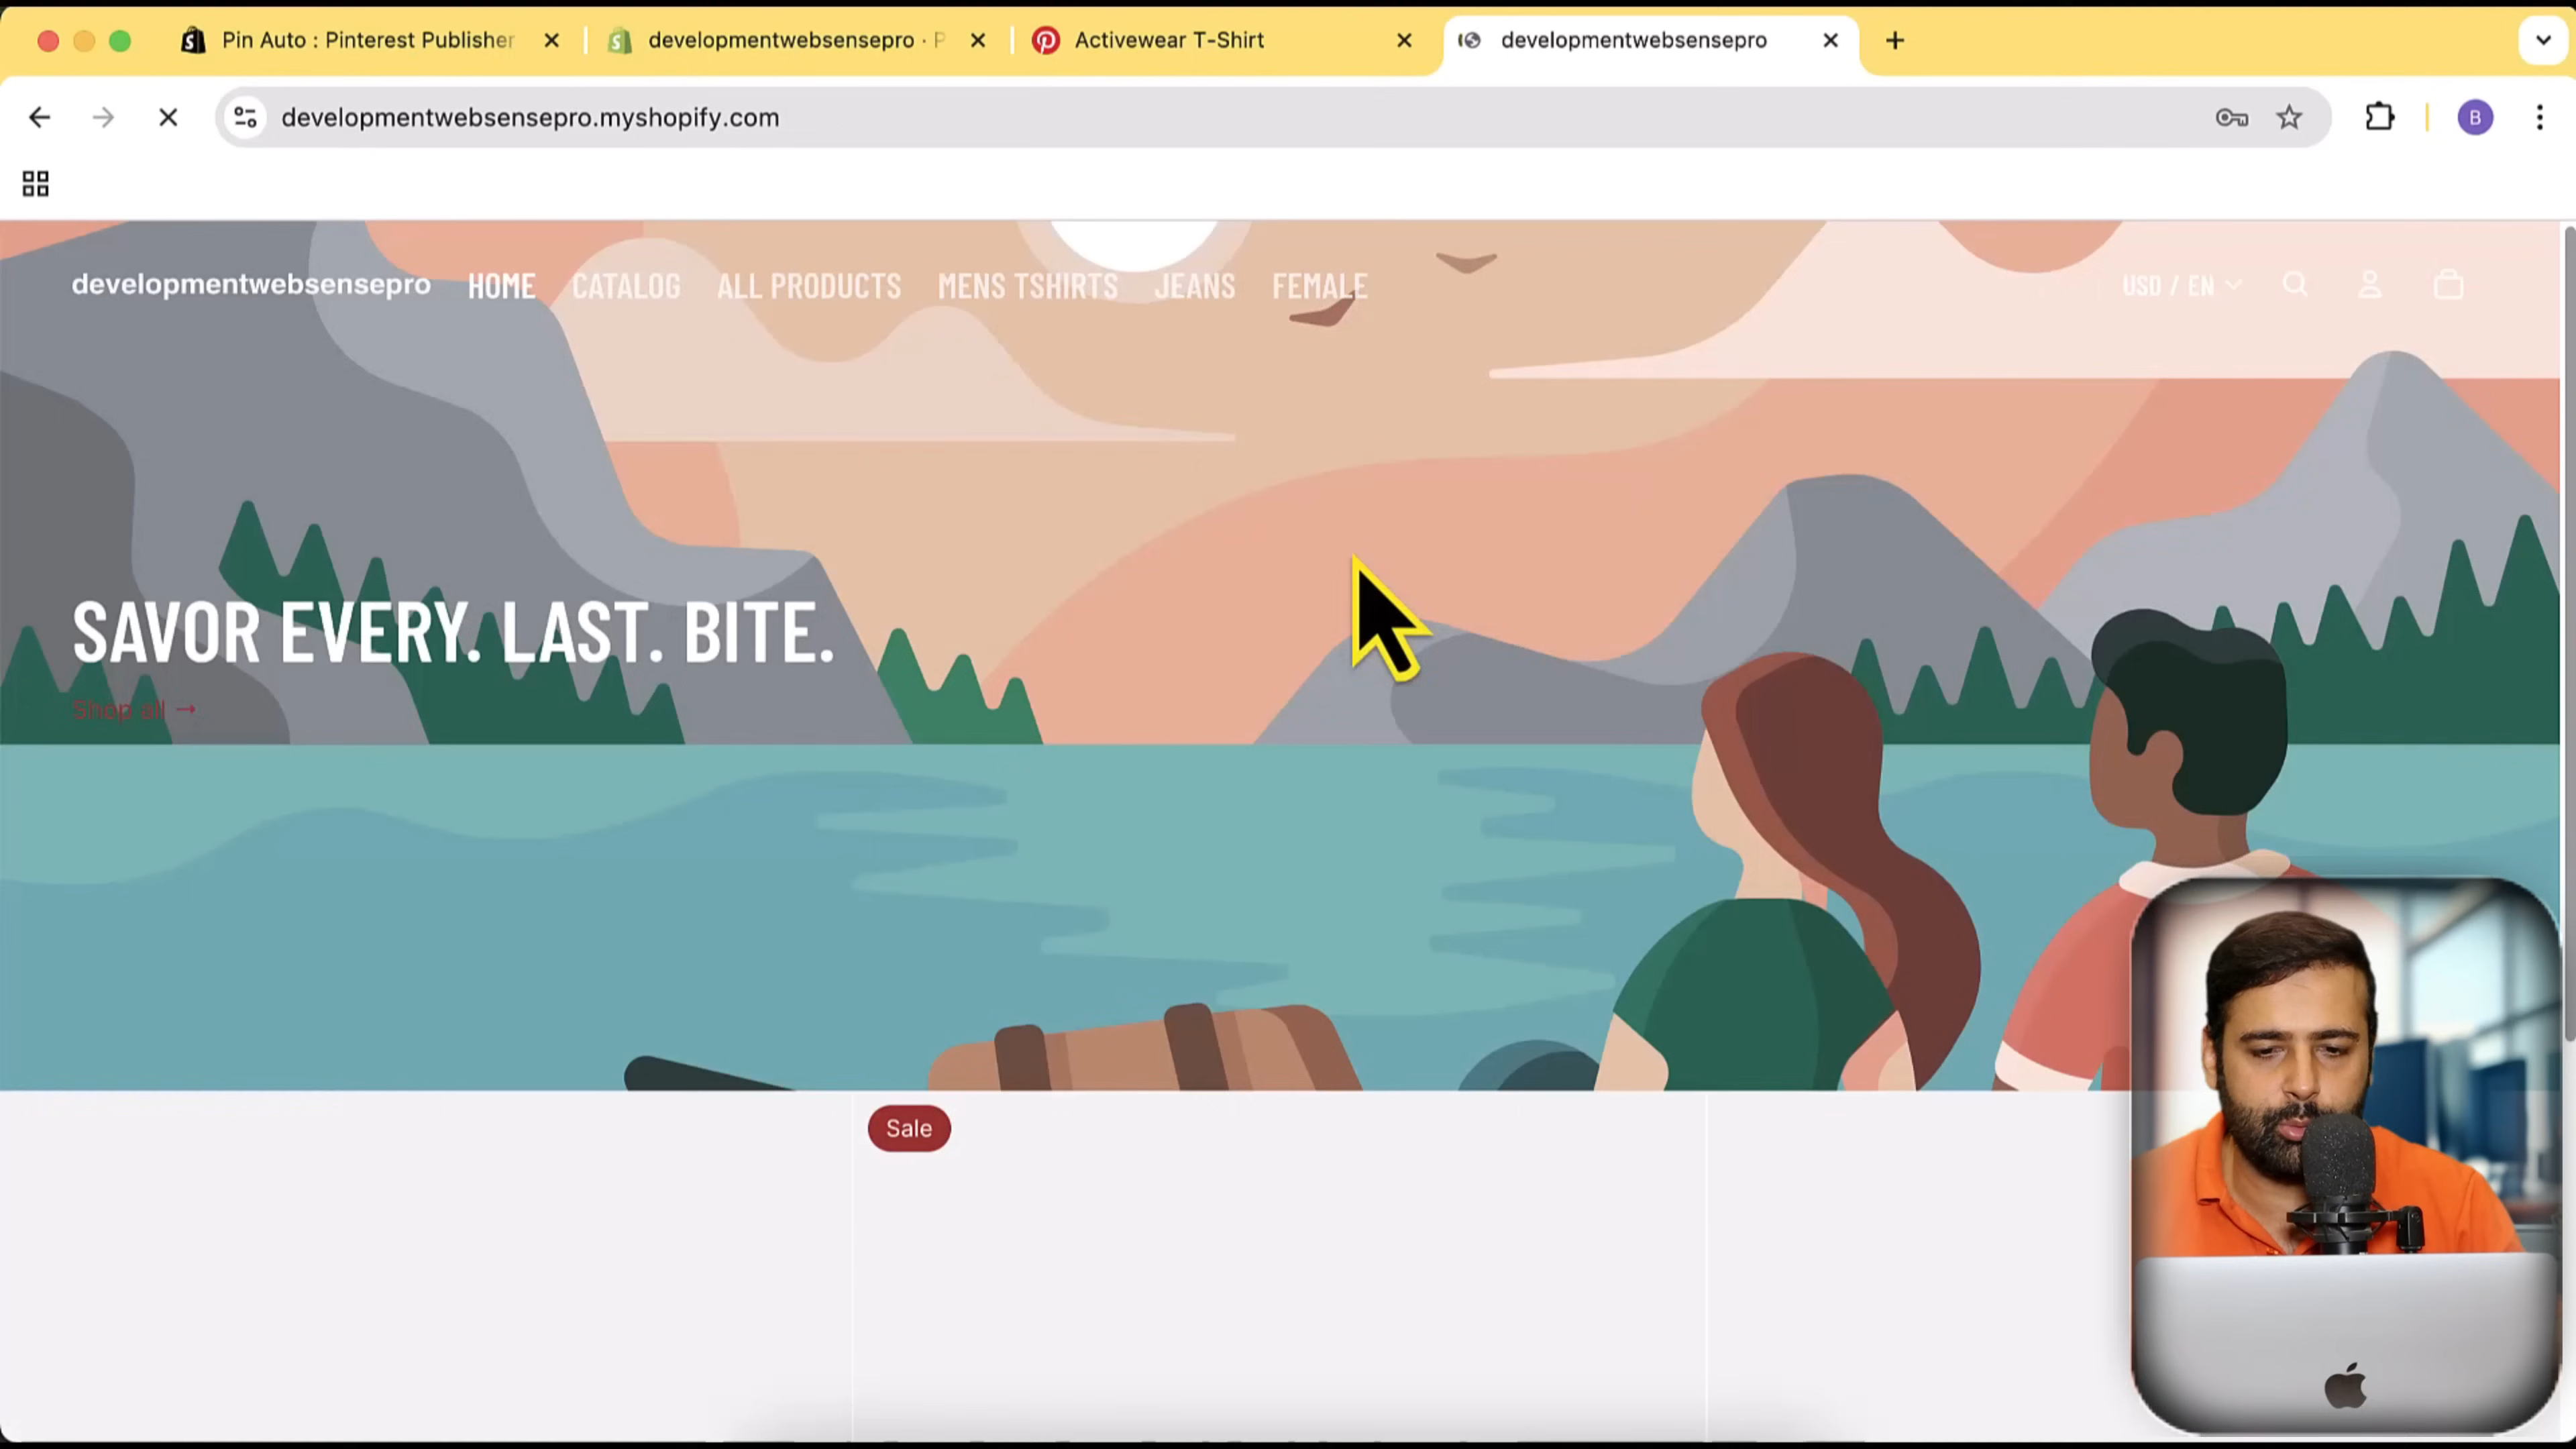 Pin Auto : Pinterest Publisher
developmentwebsensepro · P
Activewear T-Shirt
developmentwebsensepro
developmentwebsensepro.myshopify.com
B
developmentwebsensepro HOME CATALOG ALL PRODUCTS MENS TSHIRTS JEANS FEMALE USD / EN
SAVOR EVERY. LAST. BITE.
Shop all →
Sale